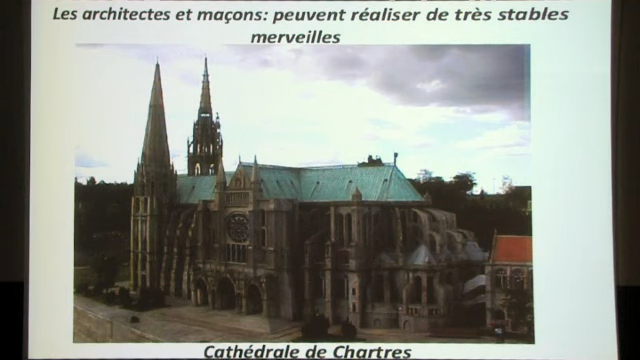 Les architectes et maçons: peuvent réaliser de très stables
merveilles
Cathédrale de Chartres